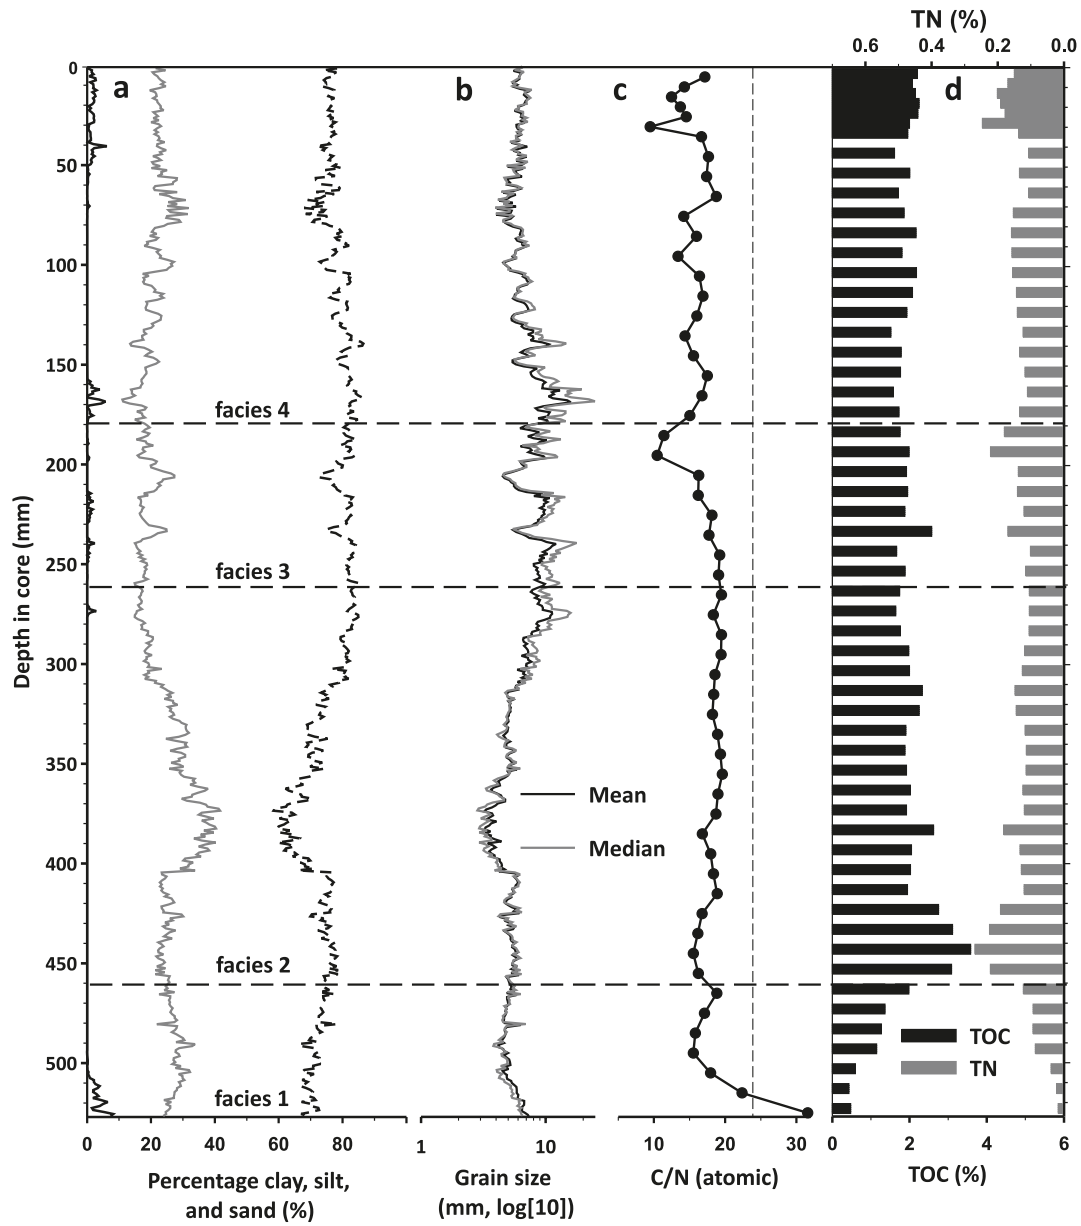 TN (%)
0.6 0.4 0.2 0.0
a b c d
0
50
100
150
facies 4
200
250
facies 3
300
350
Mean
Median
400
450
facies 2
500
TOC
TN
facies 1
Depth in core (mm)
0 20 40 60 80
1 10
10 20 30
0 2 4 6
Percentage clay, silt,
and sand (%)
Grain size
(mm, log[10])
C/N (atomic)
TOC (%)